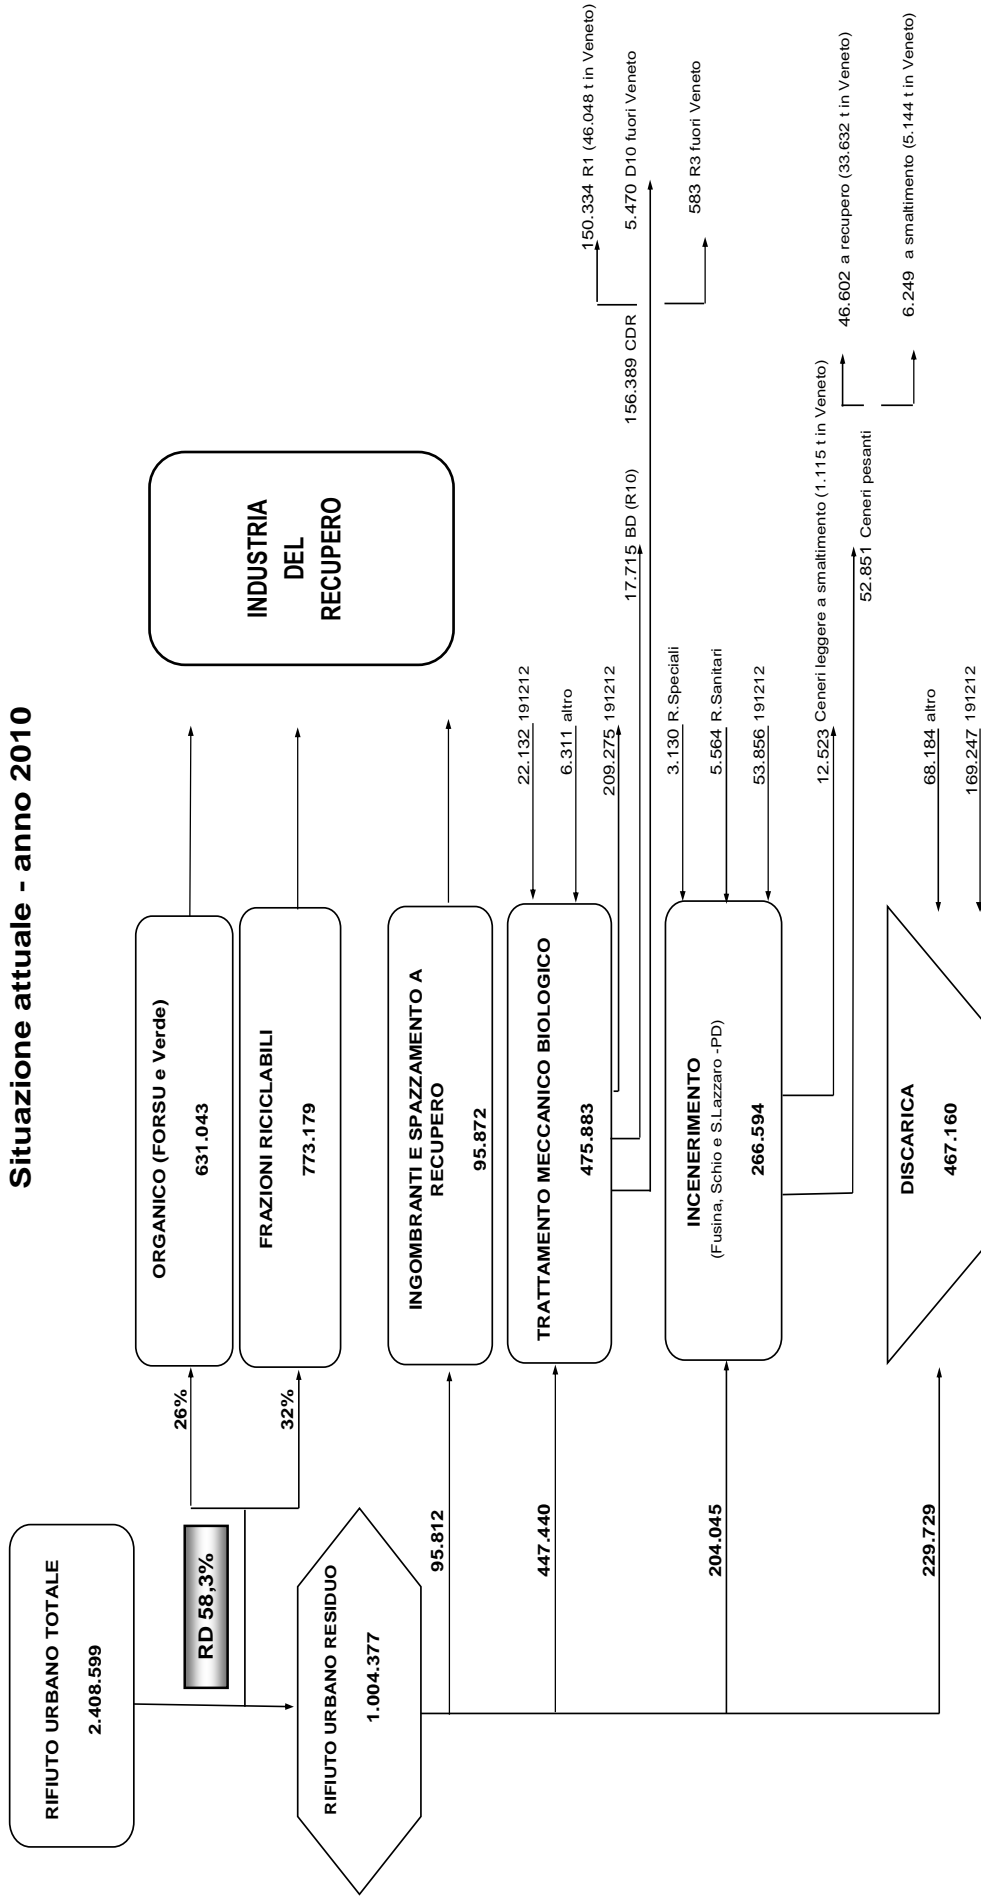 Situazione attuale - anno 2010
RIFIUTO URBANO TOTALE
2.408.599
RD 58,3%
26%
32%
RIFIUTO URBANO RESIDUO
1.004.377
95.812
447.440
204.045
229.729
ORGANICO (FORSU e Verde)
631.043
FRAZIONI RICICLABILI
773.179
INGOMBRANTI E SPAZZAMENTO A
RECUPERO
95.872
TRATTAMENTO MECCANICO BIOLOGICO
475.883
INCENERIMENTO
(Fusina, Schio e S.Lazzaro -PD)
266.594
DISCARICA
467.160
INDUSTRIA
DEL
RECUPERO
22.132 191212
6.311 altro
209.275 191212
17.715 BD (R10)
156.389 CDR
150.334 R1 (46.048 t in Veneto)
5.470 D10 fuori Veneto
583 R3 fuori Veneto
3.130 R.Speciali
5.564 R.Sanitari
53.856 191212
12.523 Ceneri leggere a smaltimento (1.115 t in Veneto)
52.851 Ceneri pesanti
46.602 a recupero (33.632 t in Veneto)
6.249 a smaltimento (5.144 t in Veneto)
68.184 altro
169.247 191212